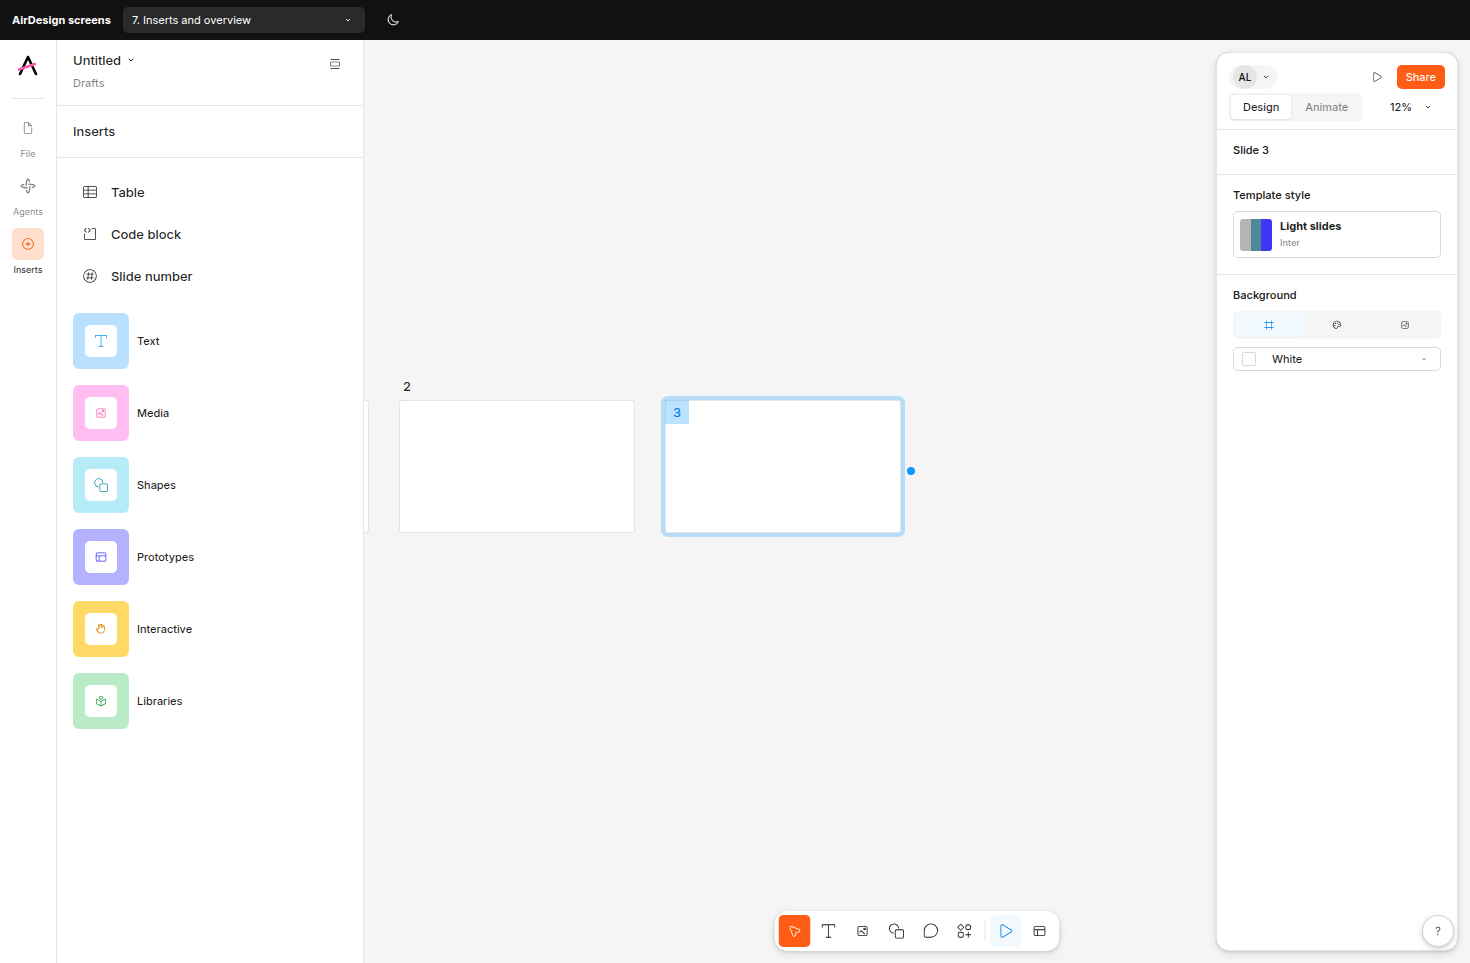 AirDesign screens
7. Inserts and overview
Untitled
Drafts
File
Agents
Inserts
Inserts
Table
Code block
Slide number
Text
Media
Shapes
Prototypes
Interactive
Libraries
2
3
AL
Share
Design
Animate
12%
Slide 3
Template style
Light slides
Inter
Background
White
?